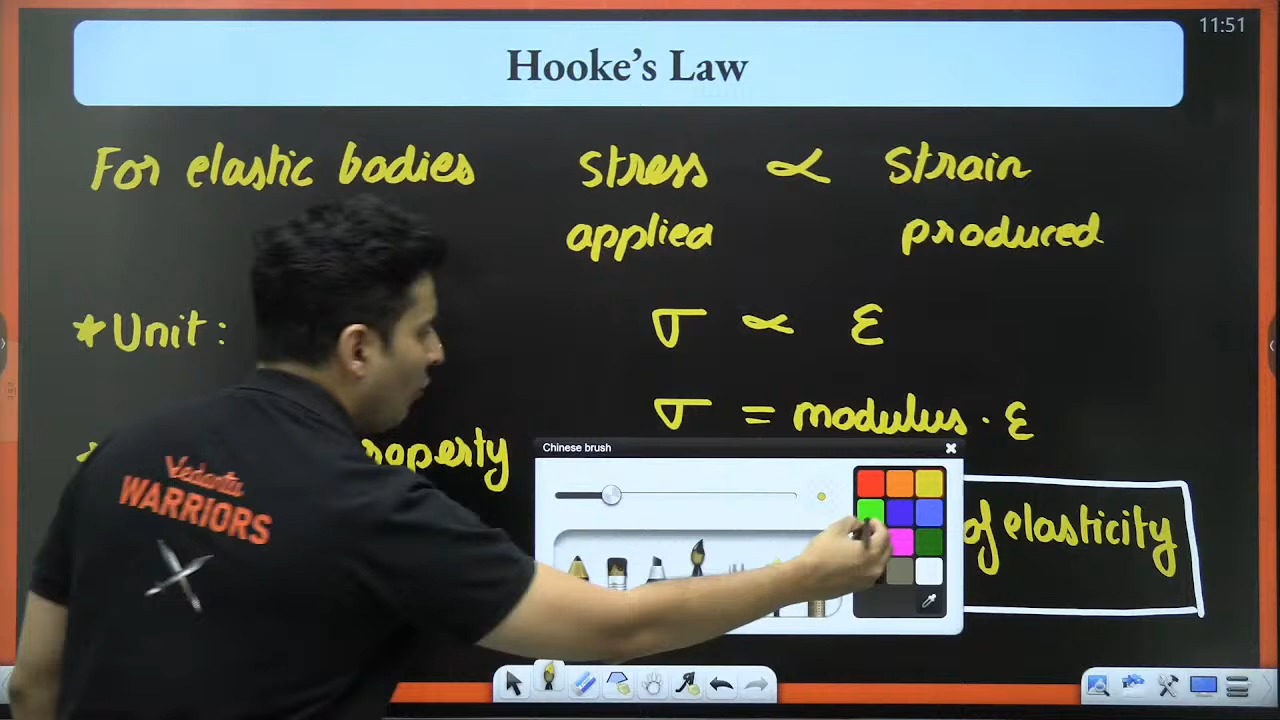 11:51
Hooke's Law
For elastic bodies stress ∝ strain
applied produced
*Unit:
σ ∝ ε
σ = modulus · ε
Chinese brush
of elasticity
Vedantu
WARRIORS